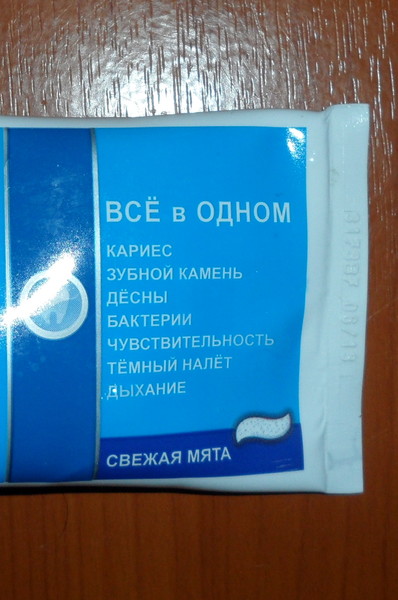 ВСЁ в ОДНОМ
КАРИЕС
ЗУБНОЙ КАМЕНЬ
ДЁСНЫ
БАКТЕРИИ
ЧУВСТВИТЕЛЬНОСТЬ
ТЁМНЫЙ НАЛЁТ
ДЫХАНИЕ
СВЕЖАЯ МЯТА